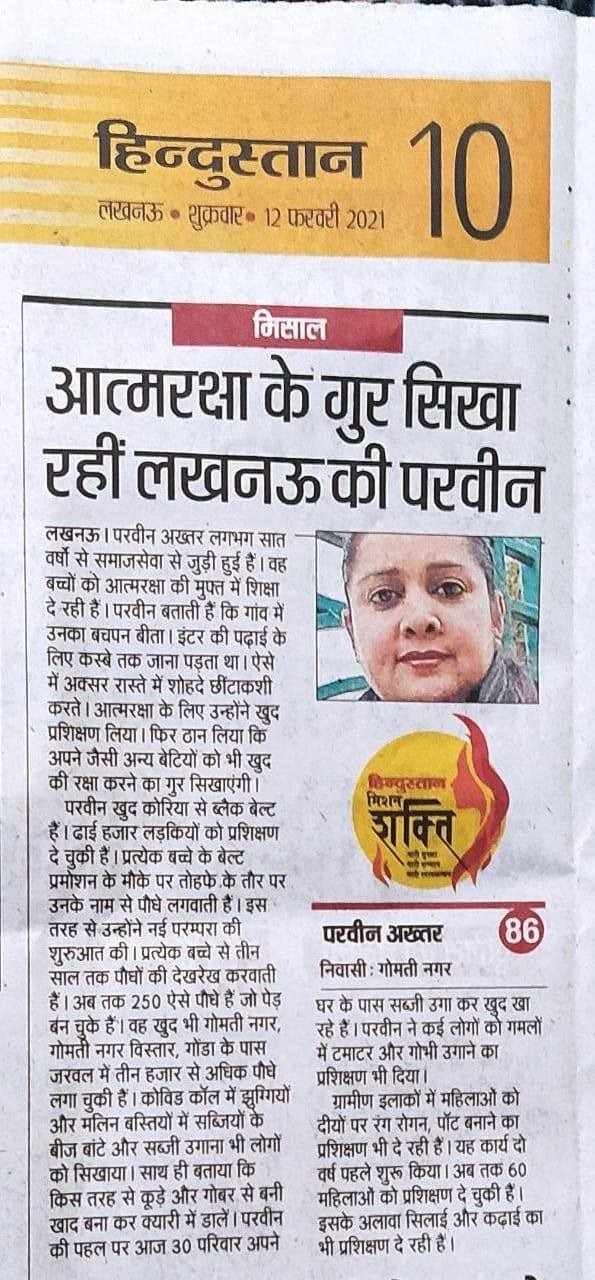 हिन्दुस्तान
10
लखनऊ • शुक्रवार • 12 फरवरी 2021
मिसाल
आत्मरक्षा के गुर सिखा
रहीं लखनऊ की परवीन
लखनऊ। परवीन अख्तर लगभग सात
वर्षो से समाजसेवा से जुड़ी हुई हैं। वह
बच्चों को आत्मरक्षा की मुफ्त में शिक्षा
दे रही हैं। परवीन बताती हैं कि गांव में
उनका बचपन बीता। इंटर की पढ़ाई के
लिए कस्बे तक जाना पड़ता था। ऐसे
में अक्सर रास्ते में शोहदे छींटाकशी
करते। आत्मरक्षा के लिए उन्होंने खुद
प्रशिक्षण लिया। फिर ठान लिया कि
अपने जैसी अन्य बेटियों को भी खुद
की रक्षा करने का गुर सिखाएंगी।
परवीन खुद कोरिया से ब्लैक बेल्ट
हैं। ढाई हजार लड़कियों को प्रशिक्षण
दे चुकी हैं। प्रत्येक बच्चे के बेल्ट
प्रमोशन के मौके पर तोहफे के तौर पर
उनके नाम से पौधे लगवाती हैं। इस
तरह से उन्होंने नई परम्परा की
शुरुआत की। प्रत्येक बच्चे से तीन
साल तक पौधों की देखरेख करवाती
हैं। अब तक 250 ऐसे पौधे हैं जो पेड़
बन चुके हैं। वह खुद भी गोमती नगर,
गोमती नगर विस्तार, गोंडा के पास
जरवल में तीन हजार से अधिक पौधे
लगा चुकी हैं। कोविड कॉल में झुग्गियों
और मलिन बस्तियों में सब्जियों के
बीज बांटे और सब्जी उगाना भी लोगों
को सिखाया। साथ ही बताया कि
किस तरह से कूड़े और गोबर से बनी
खाद बना कर क्यारी में डालें। परवीन
की पहल पर आज 30 परिवार अपने
हिन्दुस्तान
मिशन
शक्ति
नारी सुरक्षा
नारी सम्मान
नारी स्वावलम्बन
परवीन अख्तर
86
निवासी: गोमती नगर
घर के पास सब्जी उगा कर खुद खा
रहे हैं। परवीन ने कई लोगों को गमलों
में टमाटर और गोभी उगाने का
प्रशिक्षण भी दिया।
ग्रामीण इलाकों में महिलाओं को
दीयों पर रंग रोगन, पॉट बनाने का
प्रशिक्षण भी दे रही हैं। यह कार्य दो
वर्ष पहले शुरू किया। अब तक 60
महिलाओं को प्रशिक्षण दे चुकी हैं।
इसके अलावा सिलाई और कढ़ाई का
भी प्रशिक्षण दे रही हैं।